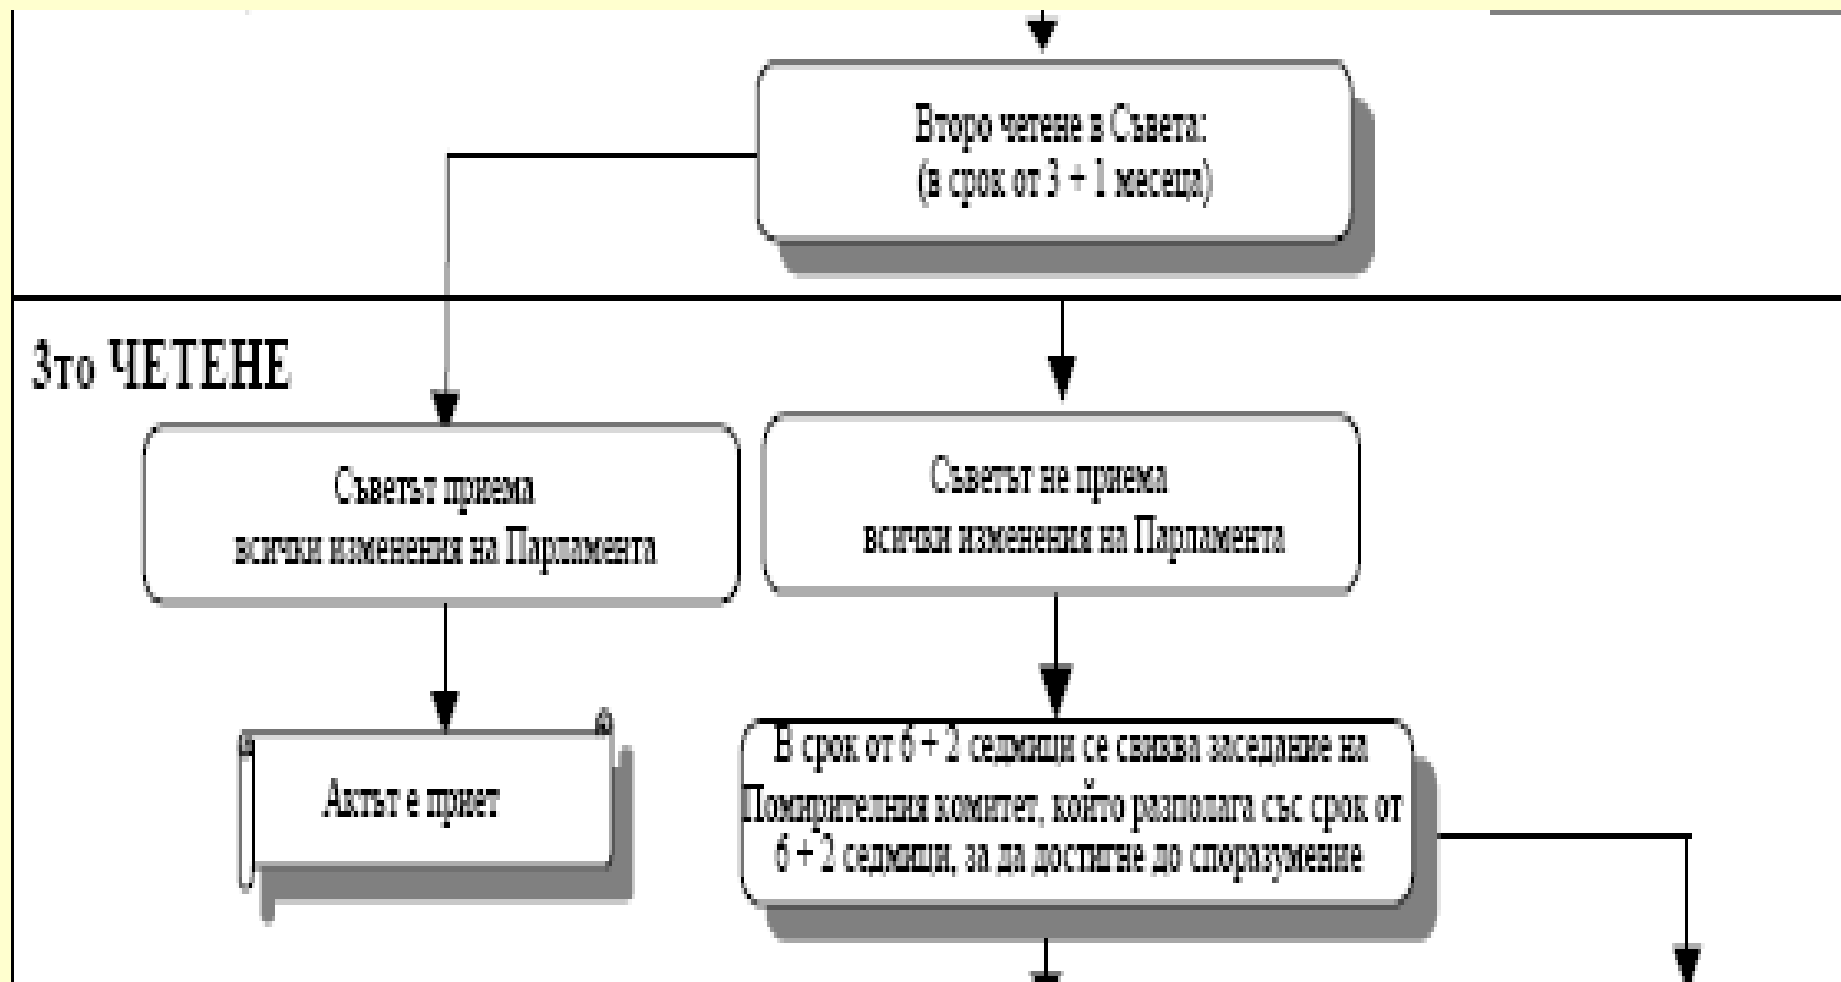 Второ четене в Съвета:
(в срок от 3 + 1 месеца)
3то ЧЕТЕНЕ
Съветът приема
всички изменения на Парламента
Съветът не приема
всички изменения на Парламента
Актът е приет
В срок от 6 + 2 седмици се свиква заседание на
Помирителния комитет, който разполага със срок от
6 + 2 седмици, за да достигне до споразумение